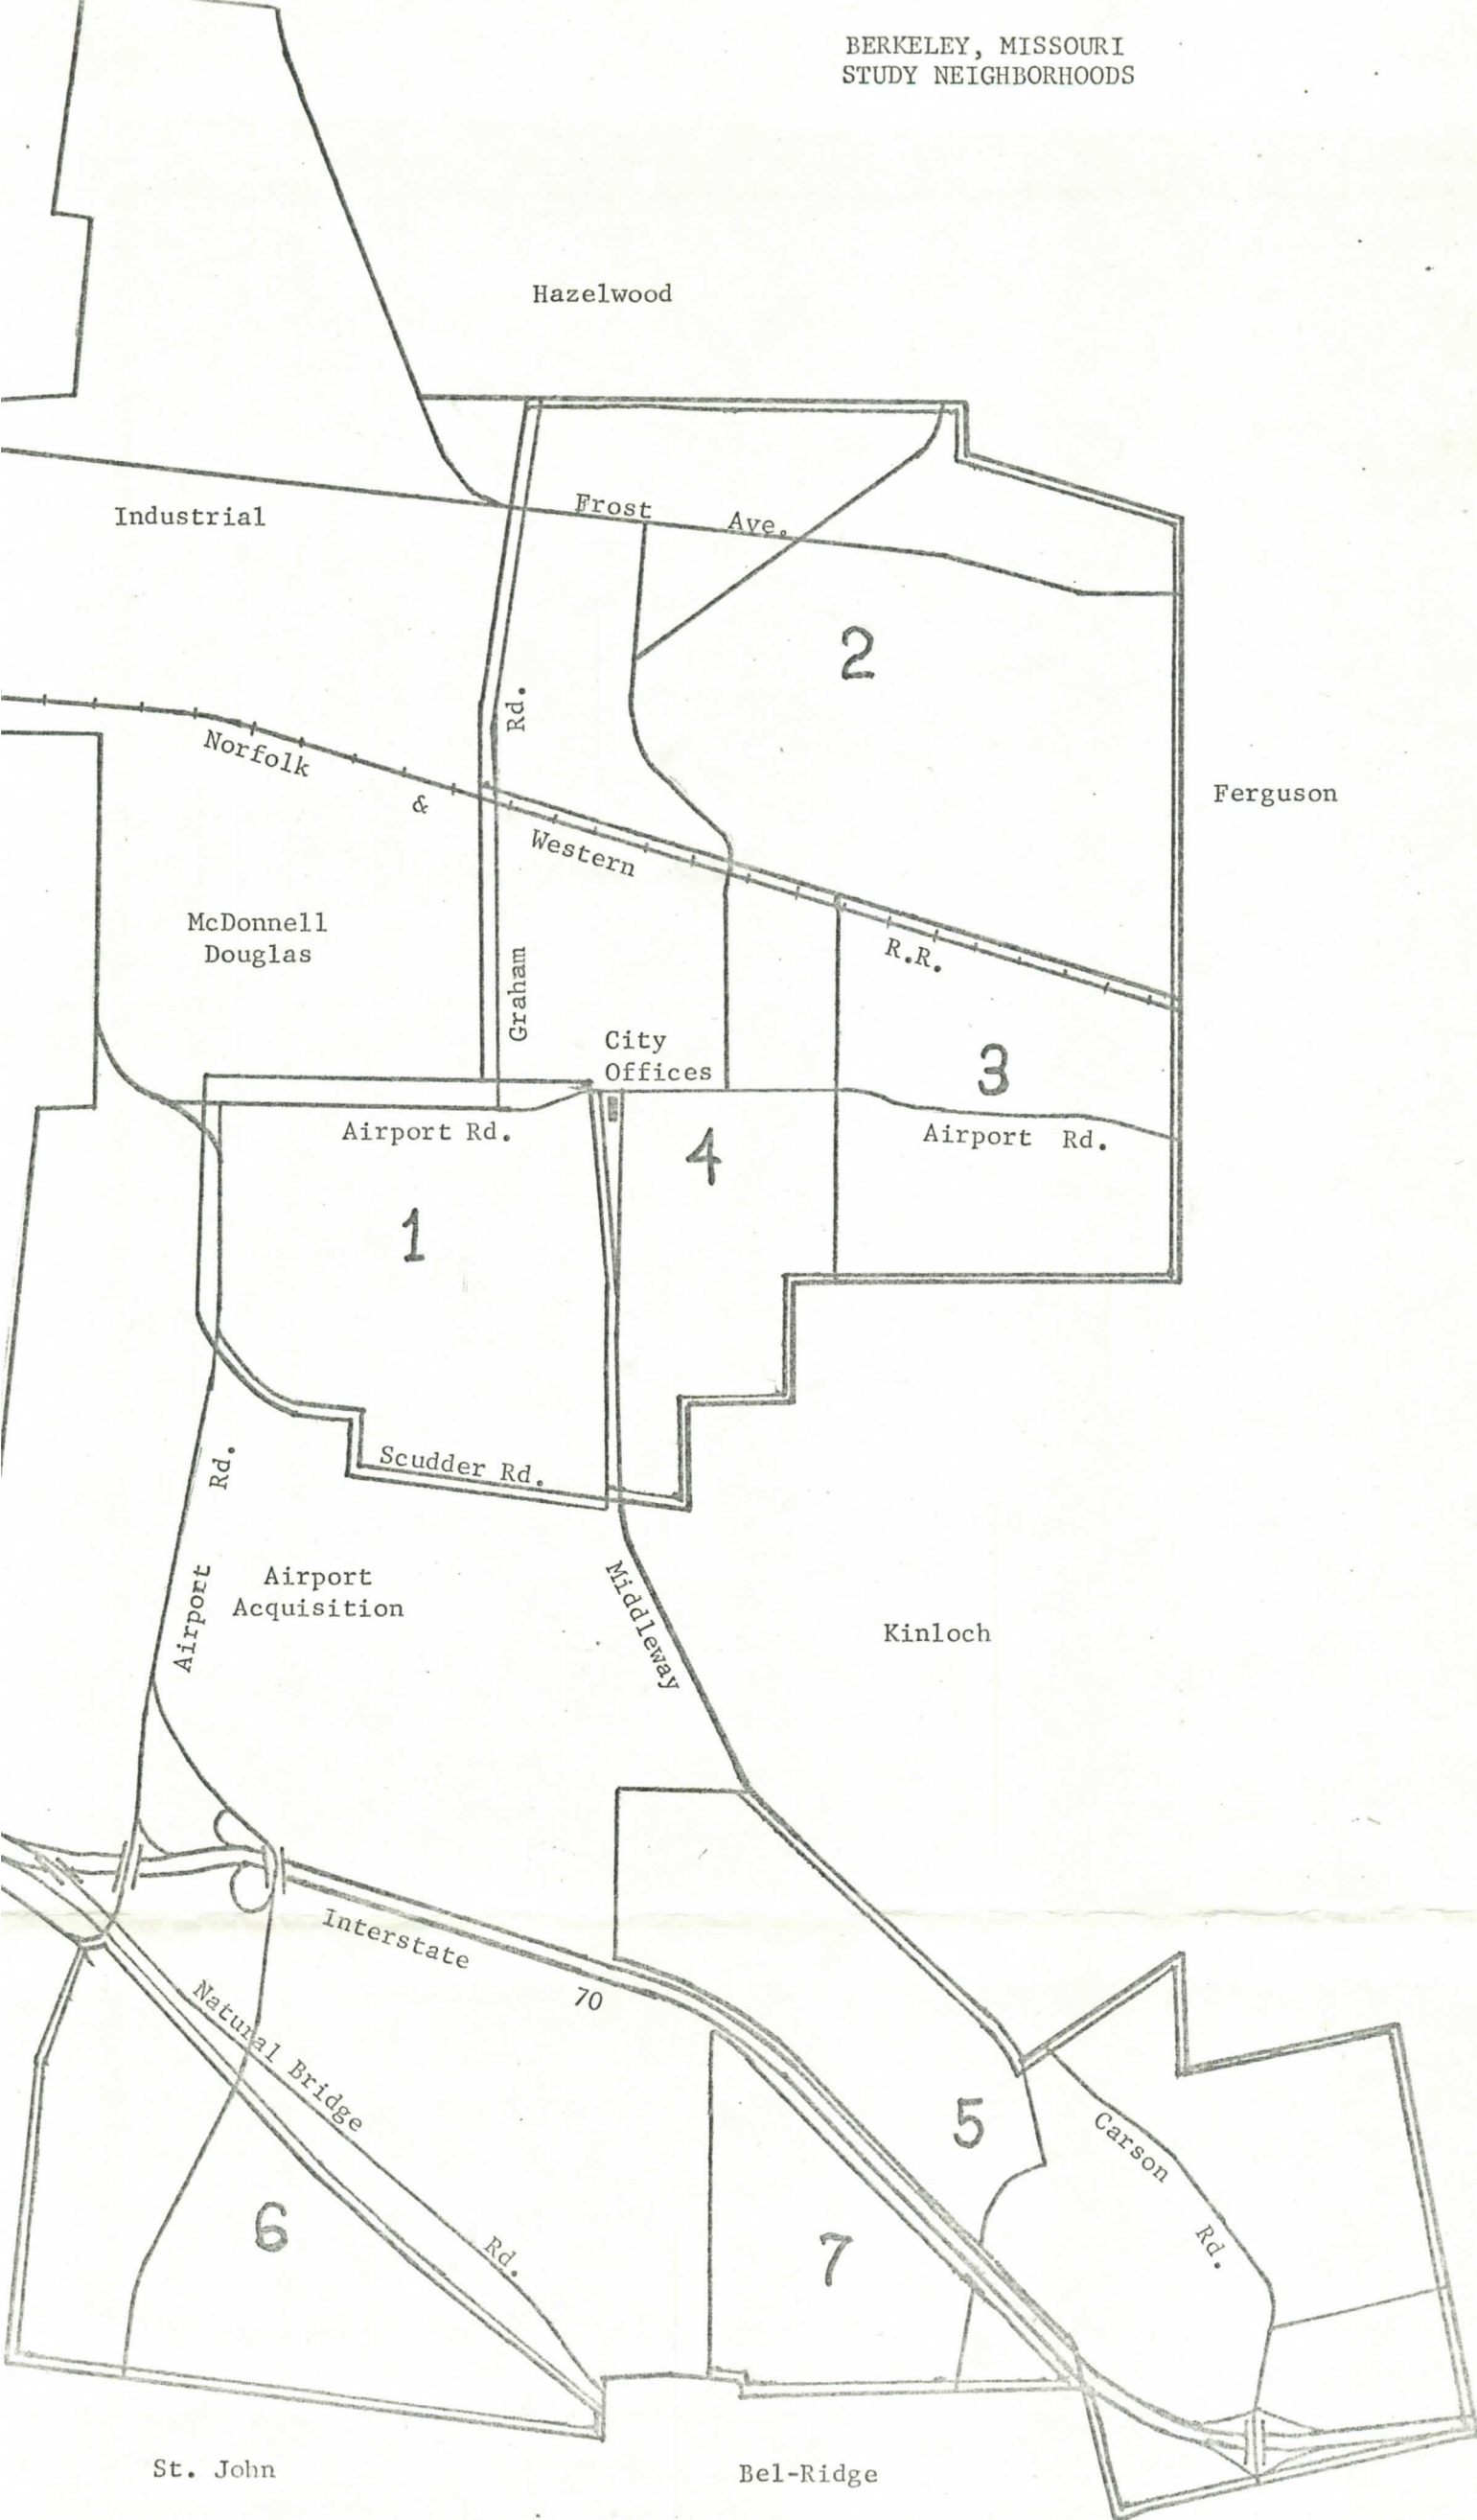 BERKELEY, MISSOURI
STUDY NEIGHBORHOODS
Hazelwood
Industrial
Frost Ave.
2
Rd.
Norfolk
&
Western
R.R.
Ferguson
McDonnell
Douglas
Graham
City
Offices
3
Airport Rd.
Airport Rd.
4
1
Scudder Rd.
Rd.
Airport
Airport
Acquisition
Middleway
Kinloch
Interstate
70
Natural Bridge
Rd.
5
Carson
Rd.
6
7
St. John
Bel-Ridge